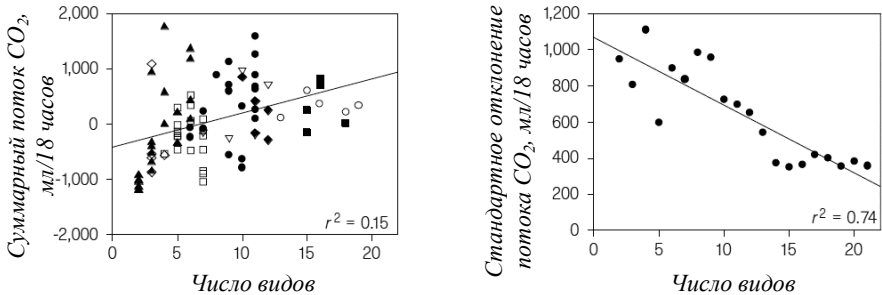 Суммарный поток CO2,
мл/18 часов
2,000
1,000
0
-1,000
-2,000
r2 = 0.15
0 5 10 15 20
Число видов
Стандартное отклонение
потока CO2, мл/18 часов
1,200
1,000
800
600
400
200
0
r2 = 0.74
0 5 10 15 20
Число видов